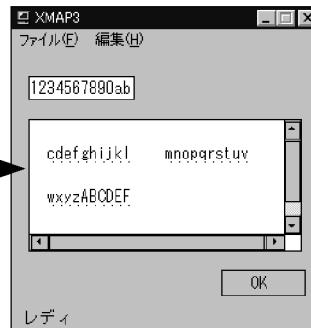 XMAP3
ファイル(F) 編集(H)
1234567890ab
cdefghijkl mnopqrstuv
wxyzABCDEF
OK
レディ